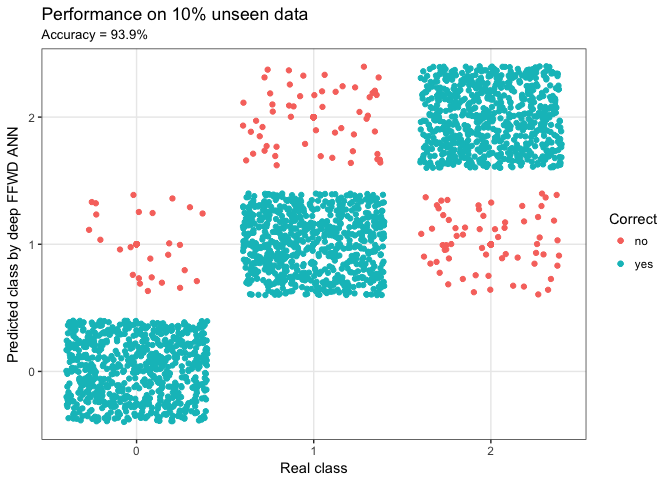 Performance on 10% unseen data
Accuracy = 93.9%
Predicted class by deep FFWD ANN
2
1
0
0
1
2
Real class
Correct
no
yes